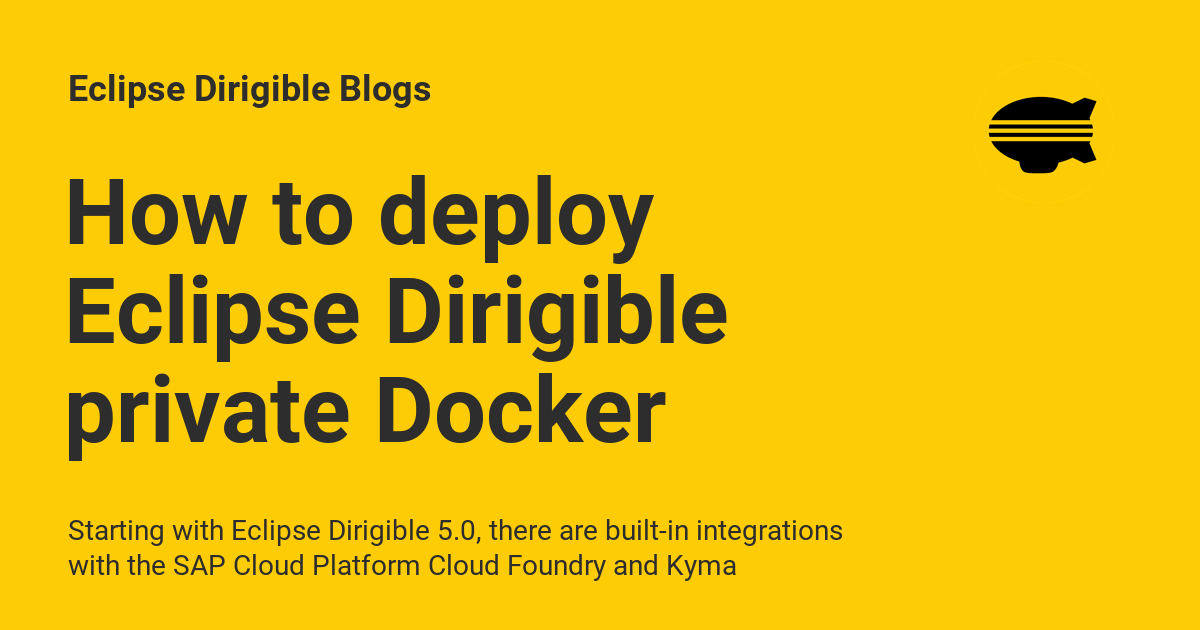 Eclipse Dirigible Blogs
How to deploy
Eclipse Dirigible
private Docker
Starting with Eclipse Dirigible 5.0, there are built-in integrations
with the SAP Cloud Platform Cloud Foundry and Kyma